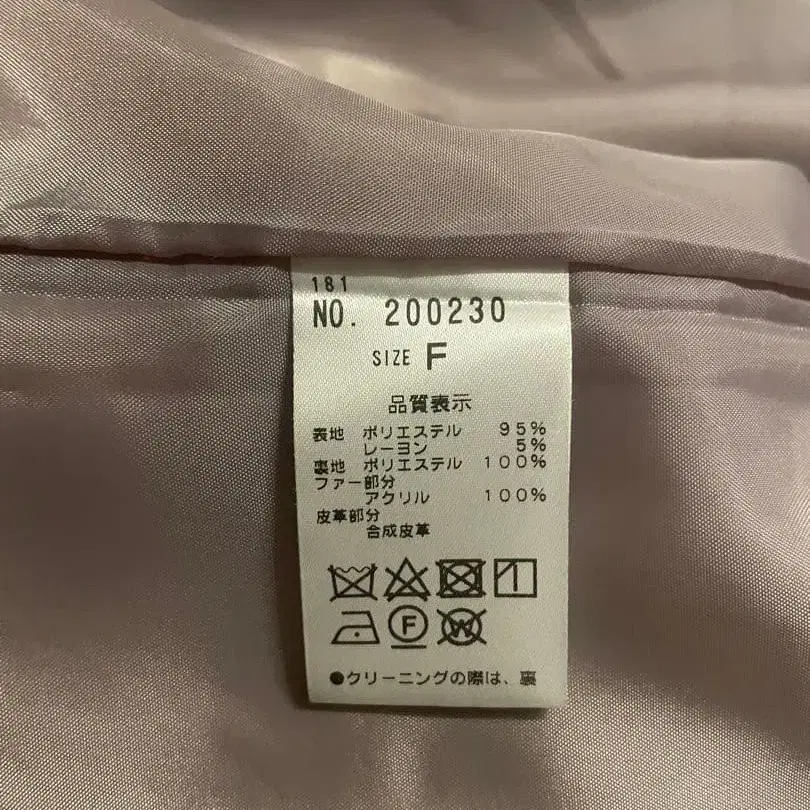 181
NO. 200230
SIZE F
品質表示
表地 ポリエステル 95%
レーヨン 5%
裏地 ポリエステル 100%
ファー部分
アクリル 100%
皮革部分
合成皮革
F
W
●クリーニングの際は、裏